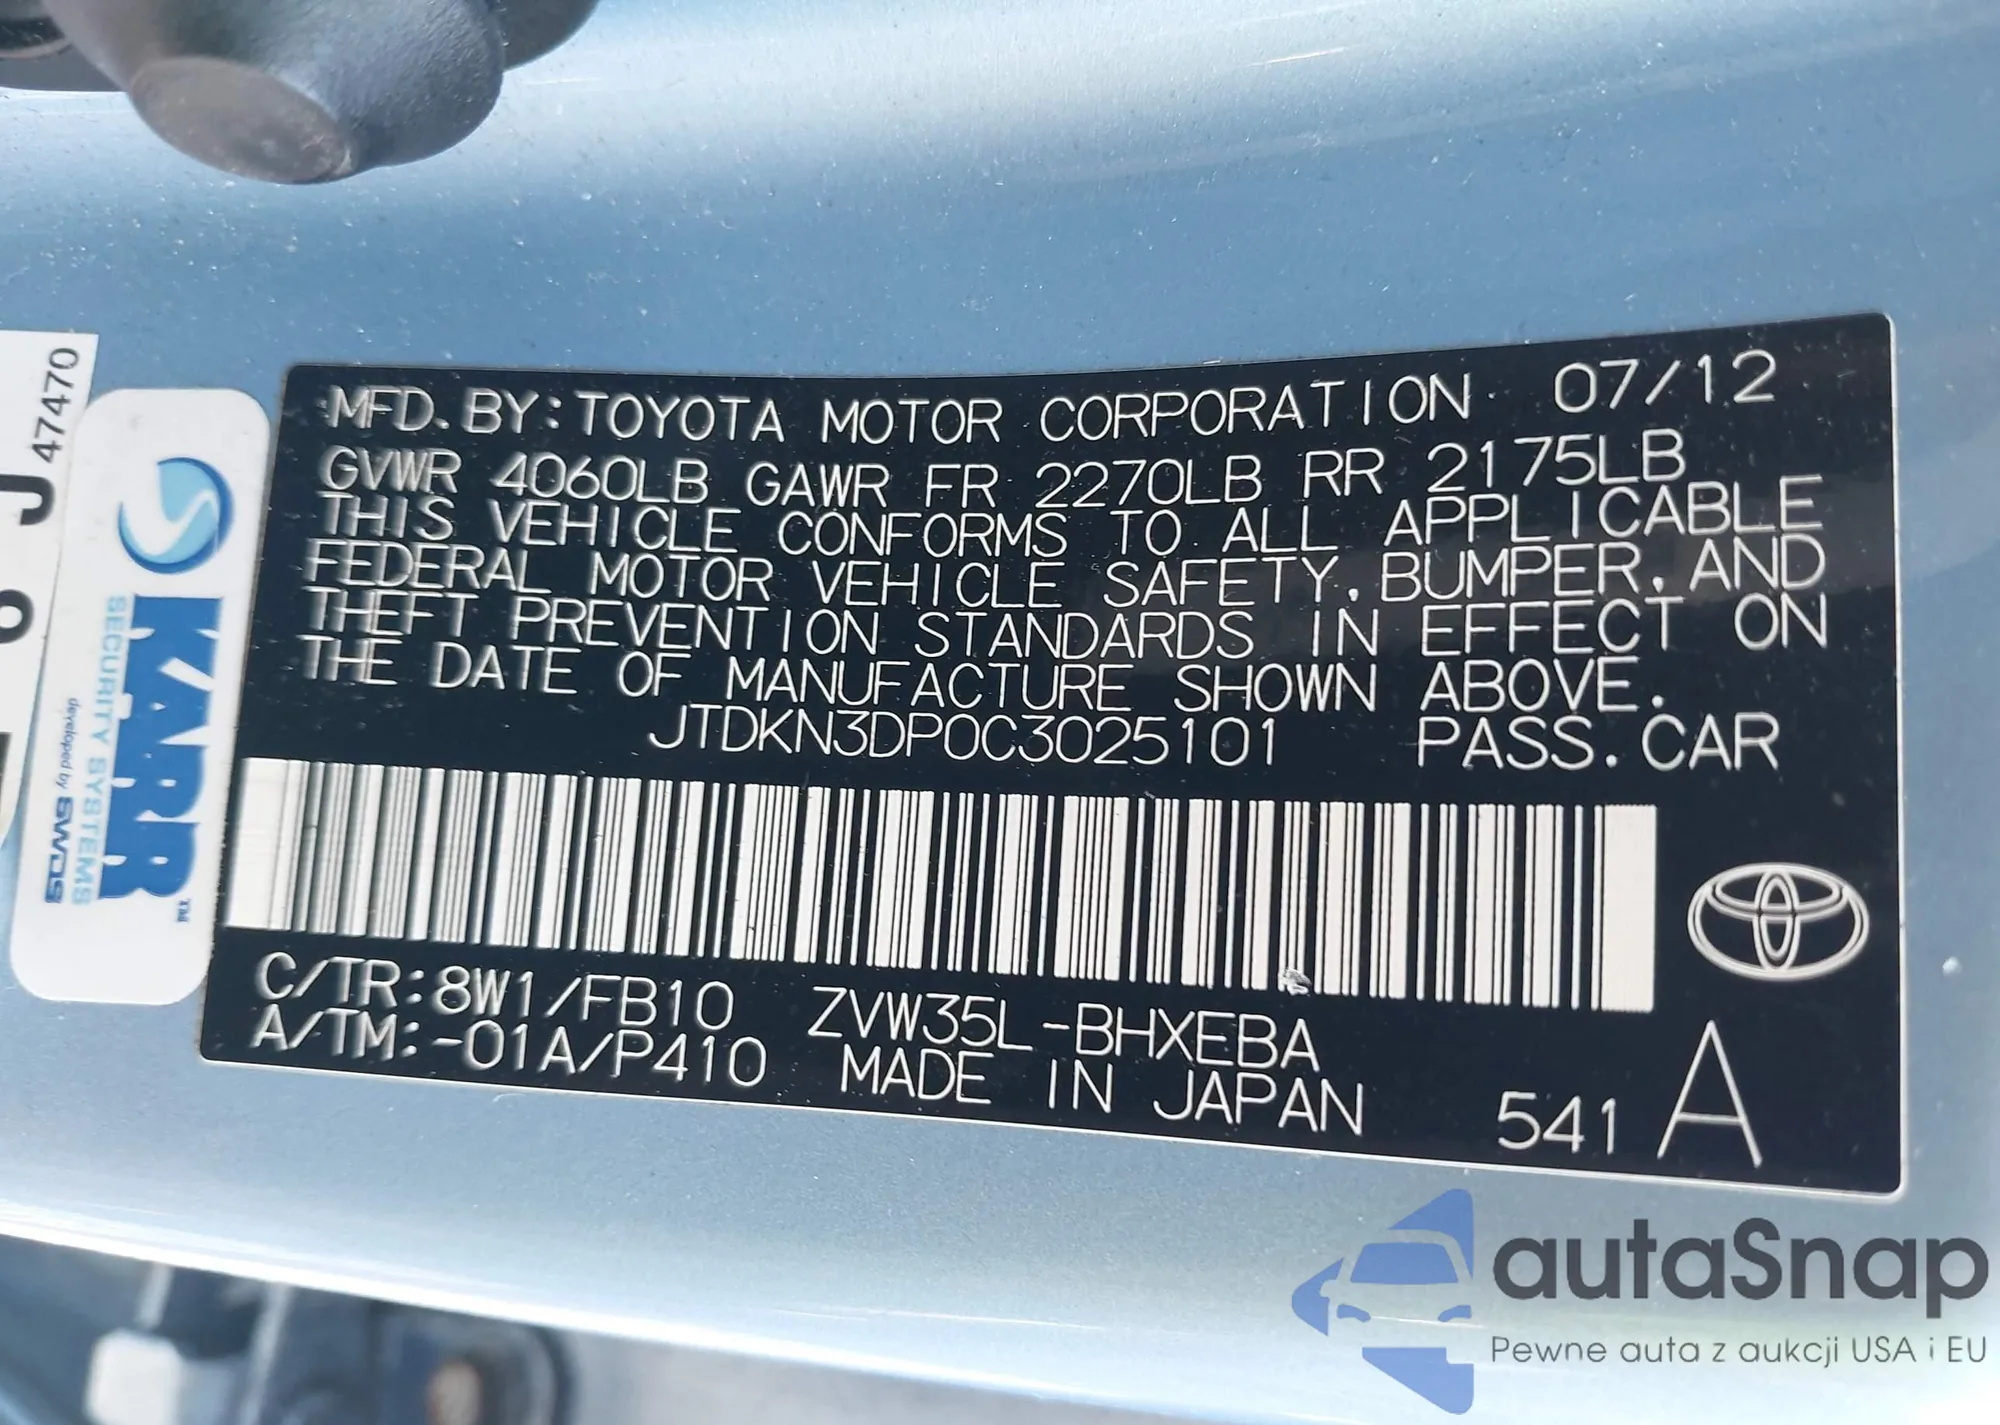 MFD. BY: TOYOTA MOTOR CORPORATION 07/12
GVWR 4060LB GAWR FR 2270LB RR 2175LB
THIS VEHICLE CONFORMS TO ALL APPLICABLE
FEDERAL MOTOR VEHICLE SAFETY, BUMPER, AND
THEFT PREVENTION STANDARDS IN EFFECT ON
THE DATE OF MANUFACTURE SHOWN ABOVE.
JTDKN3DP0C3025101 PASS. CAR
C/TR: 8W1/FB10 ZVW35L-BHXEBA
A/TM: -01A/P410 MADE IN JAPAN 541 A
47470
J
KARR TM
SECURITY SYSTEMS
developed by SWDS
autaSnap
Pewne auta z aukcji USA i EU